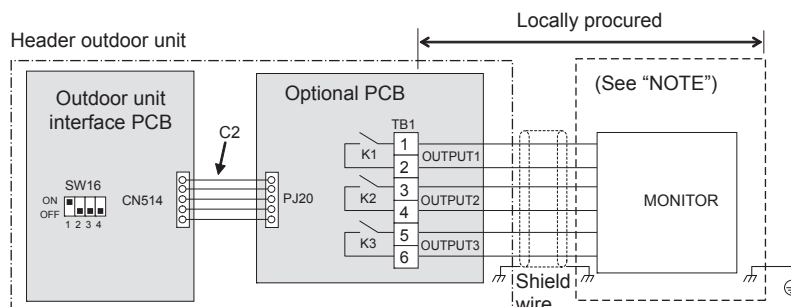 Locally procured
Header outdoor unit
(See “NOTE”)
Outdoor unit
interface PCB
Optional PCB
C2
TB1
1
K1
OUTPUT1
2
SW16
3
ON
CN514
PJ20
K2
OUTPUT2
MONITOR
OFF
4
1 2 3 4
5
K3
OUTPUT3
6
Shield
wire